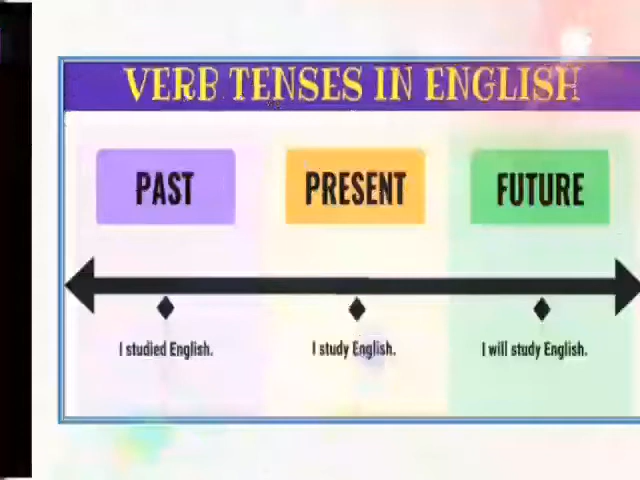 VERB TENSES IN ENGLISH
PAST
PRESENT
FUTURE
I studied English.
I study English.
I will study English.